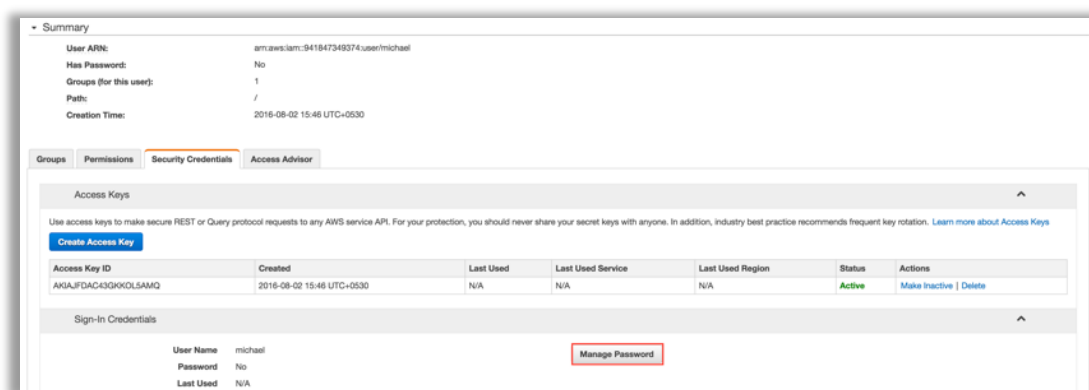 Summary
User ARN: arn:aws:iam::941847349374:user/michael
Has Password: No
Groups (for this user): 1
Path: /
Creation Time: 2016-08-02 15:46 UTC+0530
Groups Permissions Security Credentials Access Advisor
Access Keys
Use access keys to make secure REST or Query protocol requests to any AWS service API. For your protection, you should never share your secret keys with anyone. In addition, industry best practice recommends frequent key rotation. Learn more about Access Keys
Create Access Key
Access Key ID Created Last Used Last Used Service Last Used Region Status Actions
AKIAJFDAC43GKKOL5AMQ 2016-08-02 15:46 UTC+0530 N/A N/A N/A Active Make Inactive | Delete
Sign-In Credentials
User Name michael Manage Password
Password No
Last Used N/A